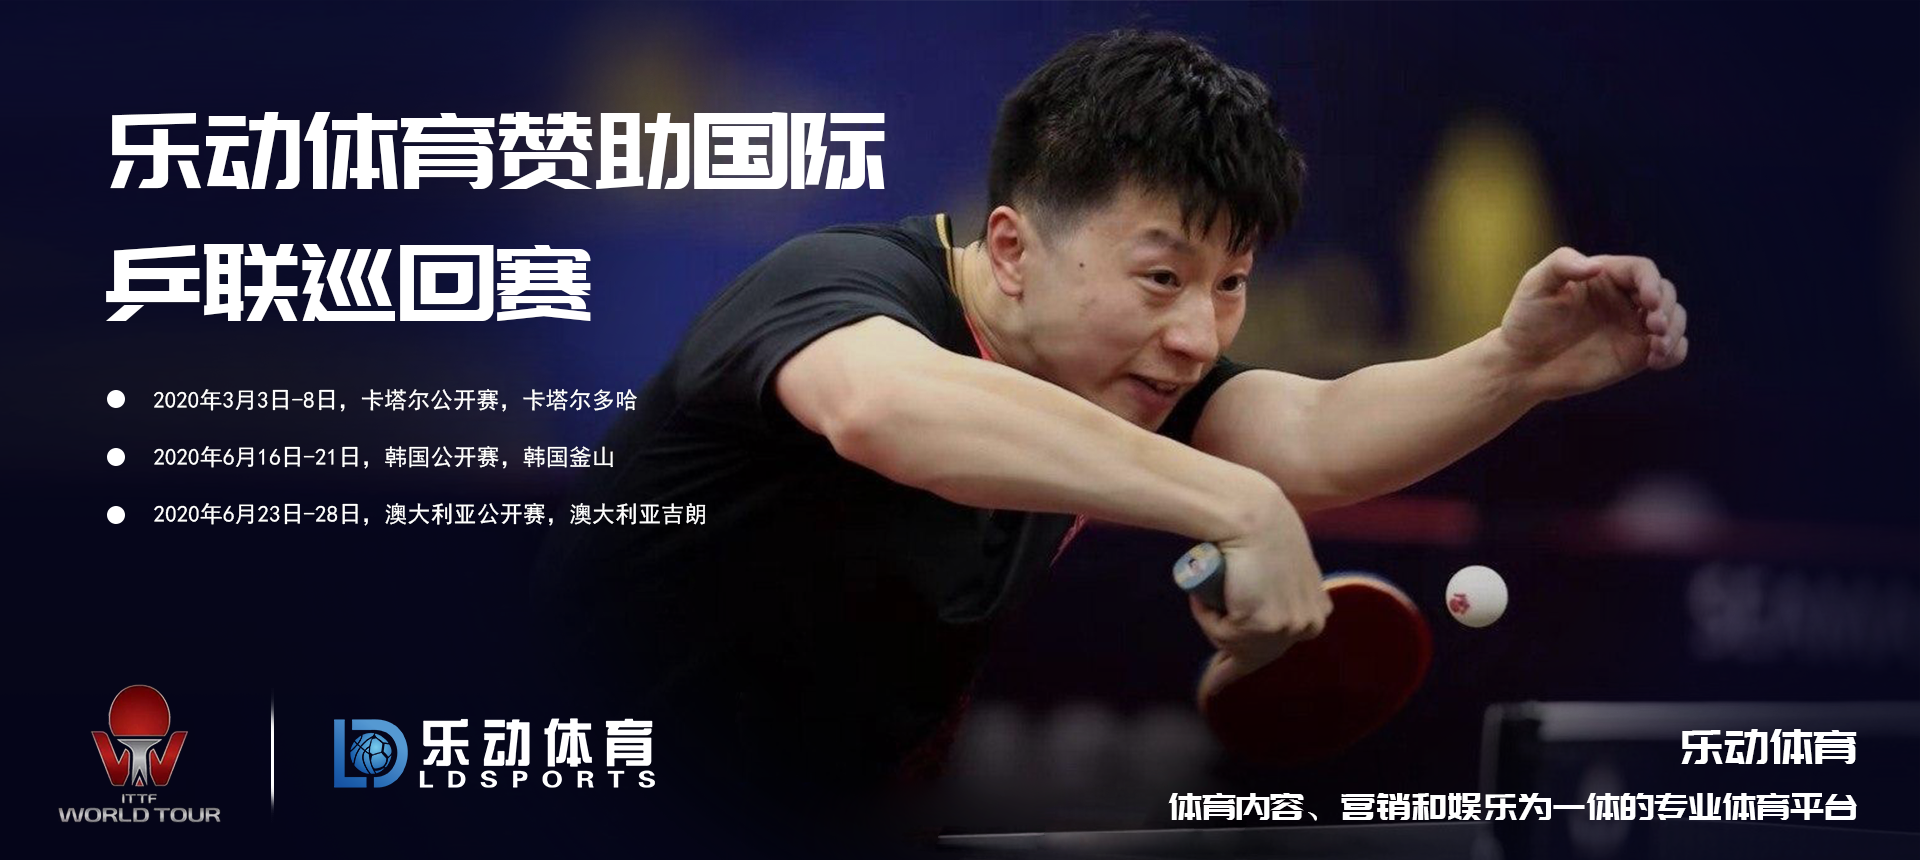 乐动体育赞助国际
乒联巡回赛
2020年3月3日-8日，卡塔尔公开赛，卡塔尔多哈
2020年6月16日-21日，韩国公开赛，韩国釜山
2020年6月23日-28日，澳大利亚公开赛，澳大利亚吉朗
ITTF
WORLD TOUR
LD
乐动体育
LDSPORTS
乐动体育
体育内容、营销和娱乐为一体的专业体育平台